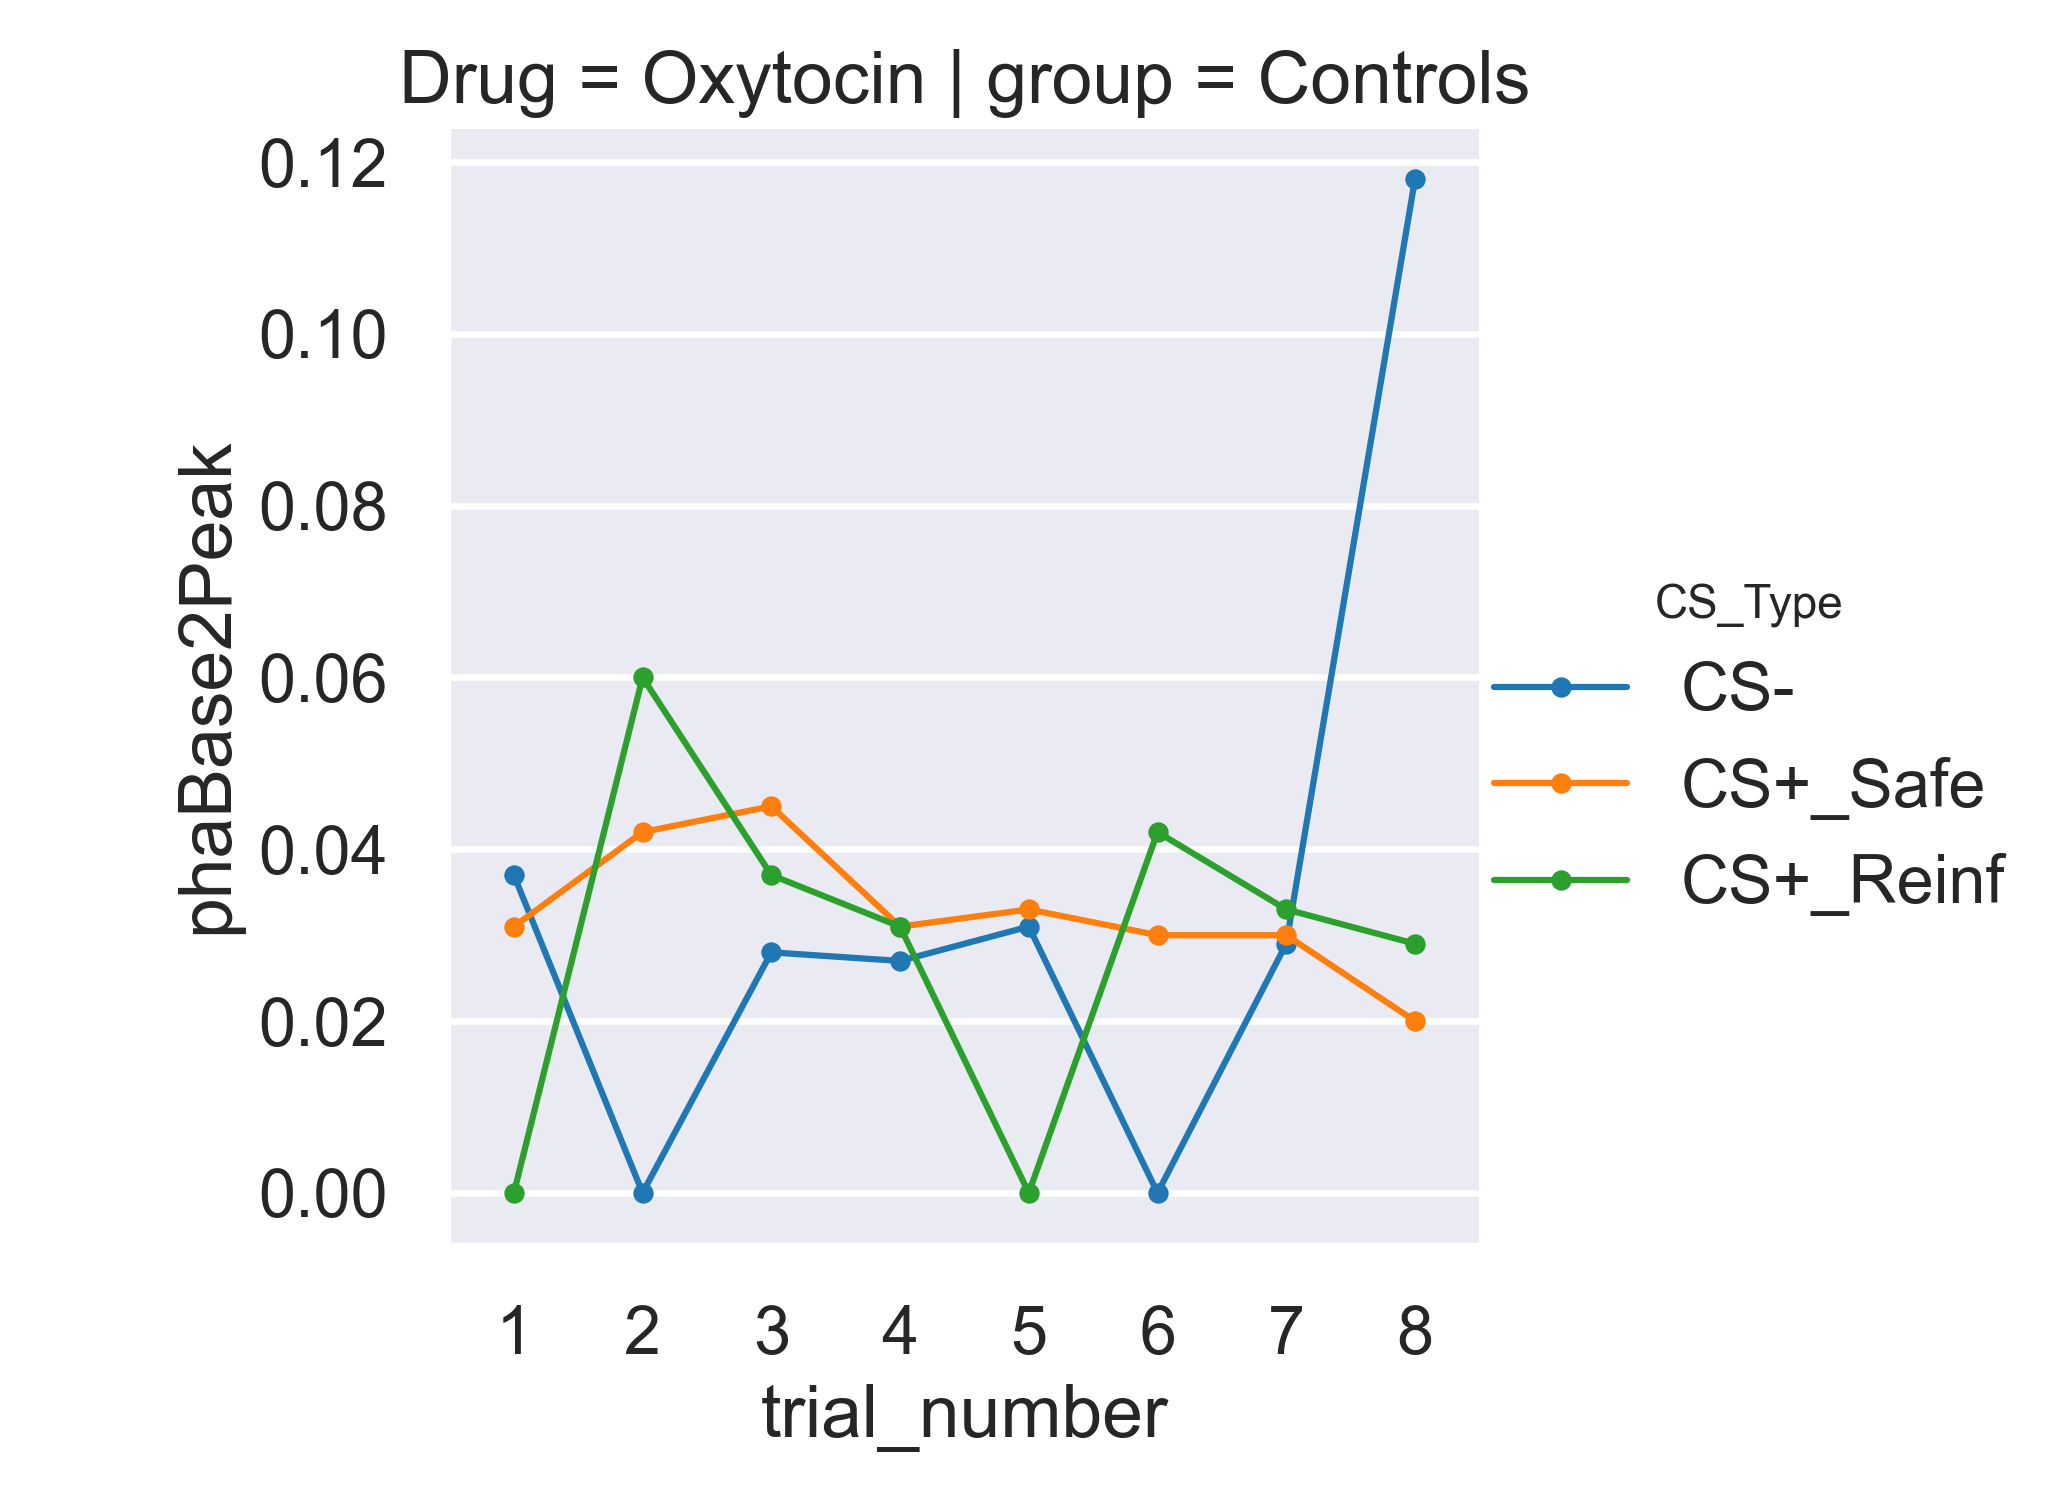 Drug = Oxytocin | group = Controls
0.12
0.10
0.08
0.06
0.04
0.02
0.00
phaBase2Peak
1 2 3 4 5 6 7 8
trial_number
CS_Type
CS-
CS+_Safe
CS+_Reinf